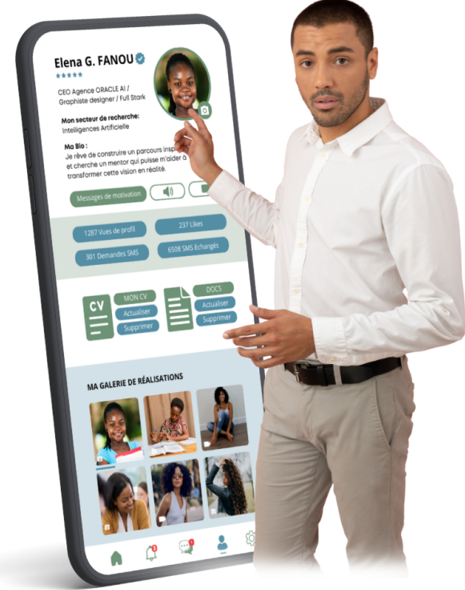 Elena G. FANOU
CEO Agence ORACLE AI /
Graphiste designer / Full Stark
Mon secteur de recherche:
Intelligences Artificielle
Ma Bio :
Je rêve de construire un parcours
et cherche un mentor qui puisse m'aider à
transformer cette vision en réalité
Messages de motivation
1287 Vues de profil
237 Likes
301 Demandes SMS
6508 SMS Echangés
CV
MON CV
Actualiser
Supprimer
DOCS
Actualiser
Supprimer
MA GALERIE DE RÉALISATIONS